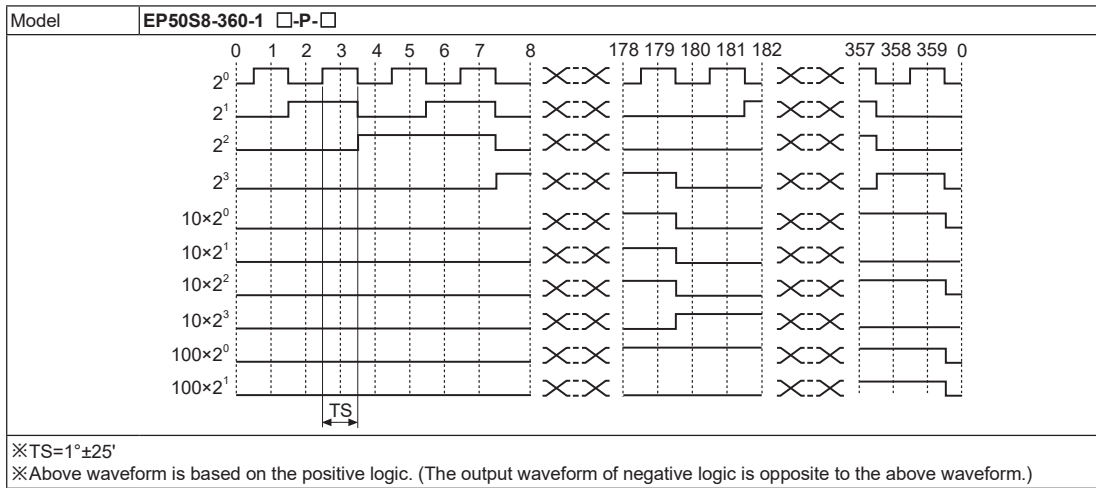 Model EP50S8-360-1 □-P-□
0 1 2 3 4 5 6 7 8 178 179 180 181 182 357 358 359 0
2⁰
2¹
2²
2³
10×2⁰
10×2¹
10×2²
10×2³
100×2⁰
100×2¹
TS
※TS=1°±25'
※Above waveform is based on the positive logic. (The output waveform of negative logic is opposite to the above waveform.)